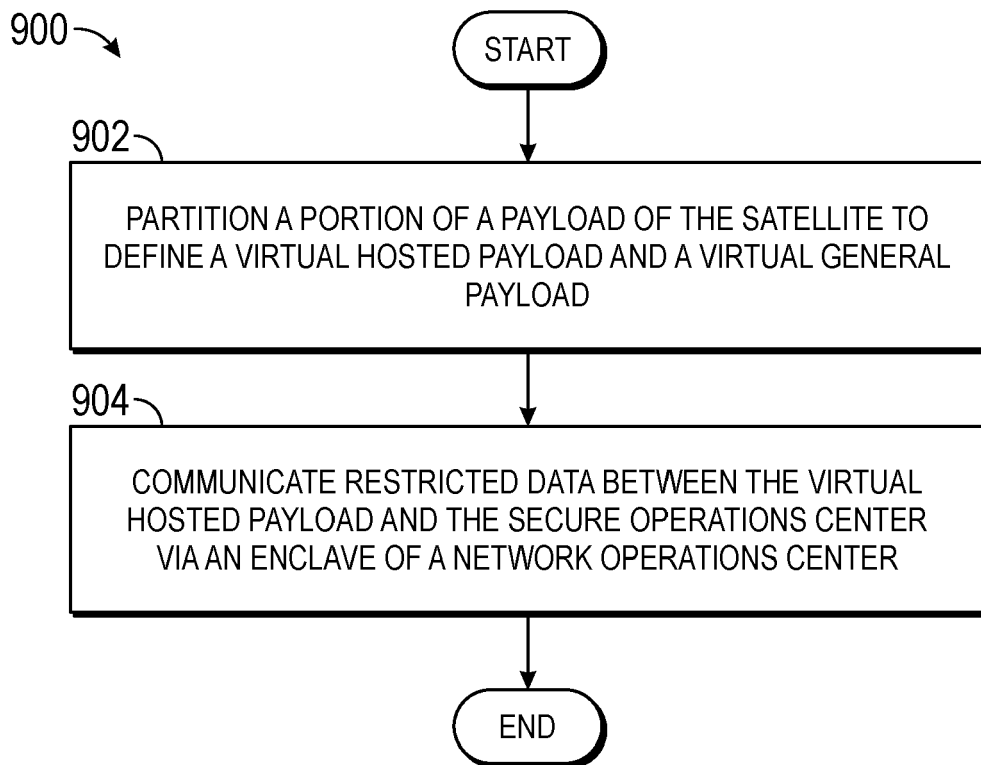 900
START
902
PARTITION A PORTION OF A PAYLOAD OF THE SATELLITE TO
DEFINE A VIRTUAL HOSTED PAYLOAD AND A VIRTUAL GENERAL
PAYLOAD
904
COMMUNICATE RESTRICTED DATA BETWEEN THE VIRTUAL
HOSTED PAYLOAD AND THE SECURE OPERATIONS CENTER
VIA AN ENCLAVE OF A NETWORK OPERATIONS CENTER
END